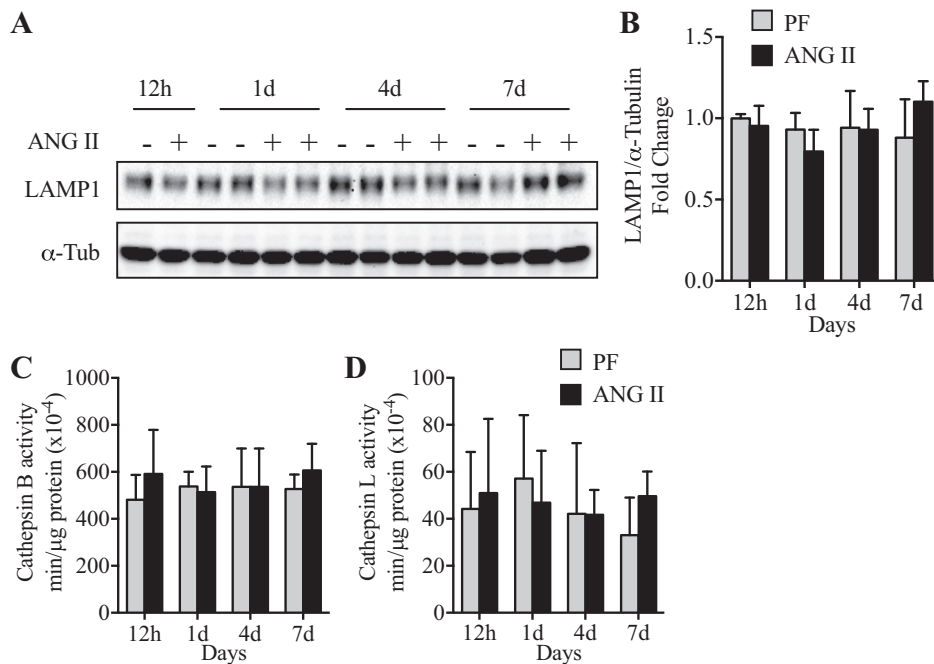 A
12h 1d 4d 7d
ANG II - + - - + + - - + + - - + +
LAMP1
α-Tub
B
PF
ANG II
LAMP1/α-Tubulin
Fold Change
1.5
1.0
0.5
0.0
12h 1d 4d 7d
Days
C
Cathepsin B activity
min/μg protein (x10⁻⁴)
1000
800
600
400
200
0
12h 1d 4d 7d
Days
D
PF
ANG II
Cathepsin L activity
min/μg protein (x10⁻⁴)
100
80
60
40
20
0
12h 1d 4d 7d
Days